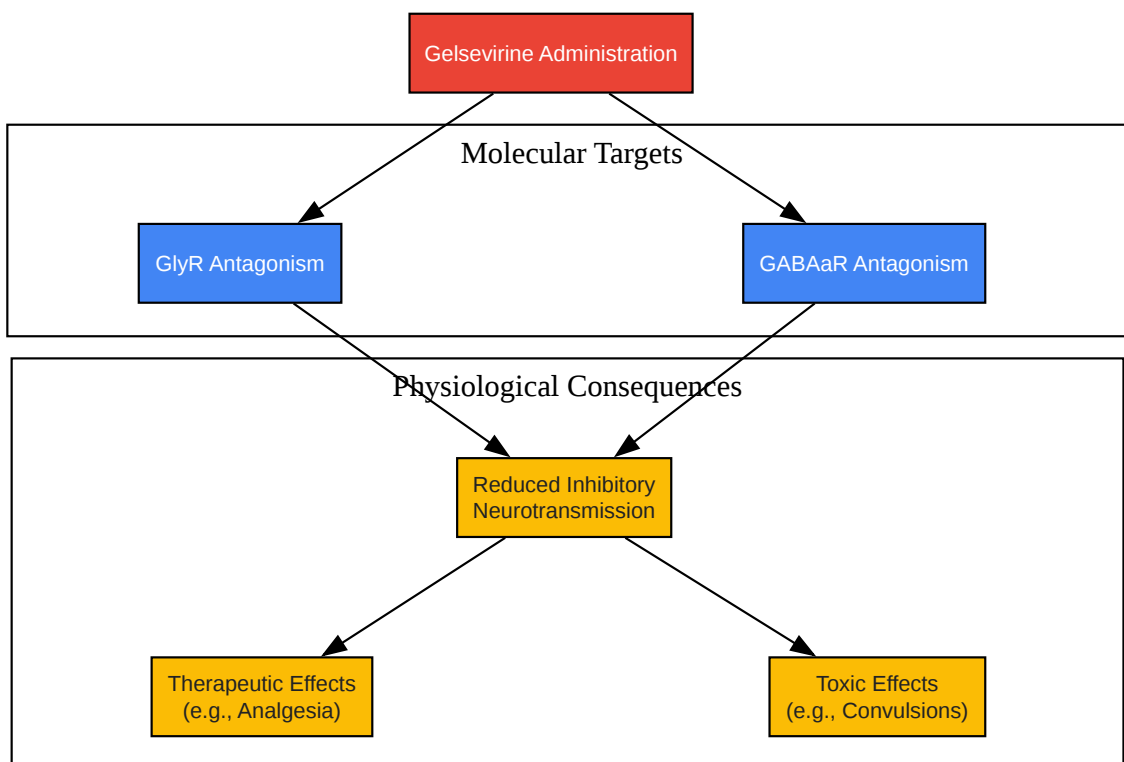 Gelsevirine Administration
Molecular Targets
GlyR Antagonism
GABAaR Antagonism
Physiological Consequences
Reduced Inhibitory
Neurotransmission
Therapeutic Effects
(e.g., Analgesia)
Toxic Effects
(e.g., Convulsions)